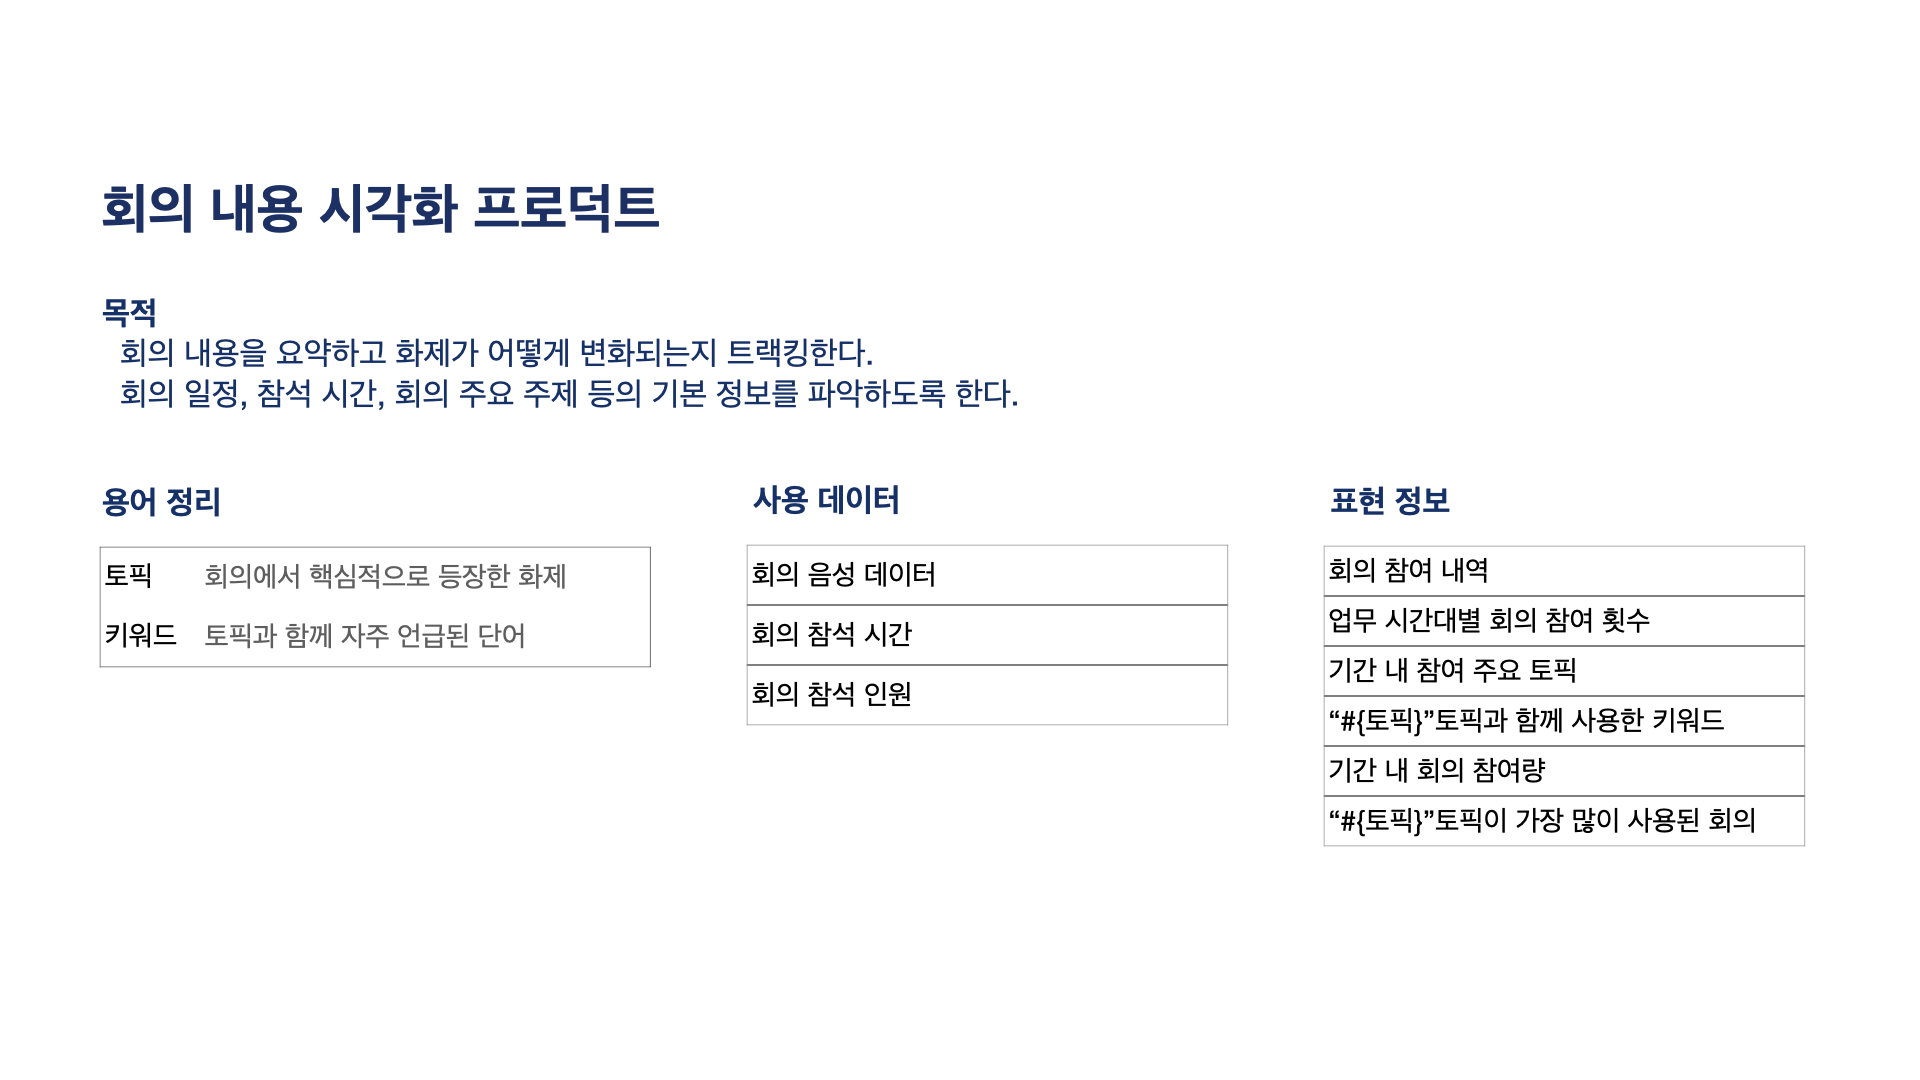 회의 내용 시각화 프로덕트
목적
회의 내용을 요약하고 화제가 어떻게 변화되는지 트랙킹한다.
회의 일정, 참석 시간, 회의 주요 주제 등의 기본 정보를 파악하도록 한다.
용어 정리
토픽 회의에서 핵심적으로 등장한 화제
키워드 토픽과 함께 자주 언급된 단어
사용 데이터
회의 음성 데이터
회의 참석 시간
회의 참석 인원
표현 정보
회의 참여 내역
업무 시간대별 회의 참여 횟수
기간 내 참여 주요 토픽
“#{토픽}”토픽과 함께 사용한 키워드
기간 내 회의 참여량
“#{토픽}”토픽이 가장 많이 사용된 회의